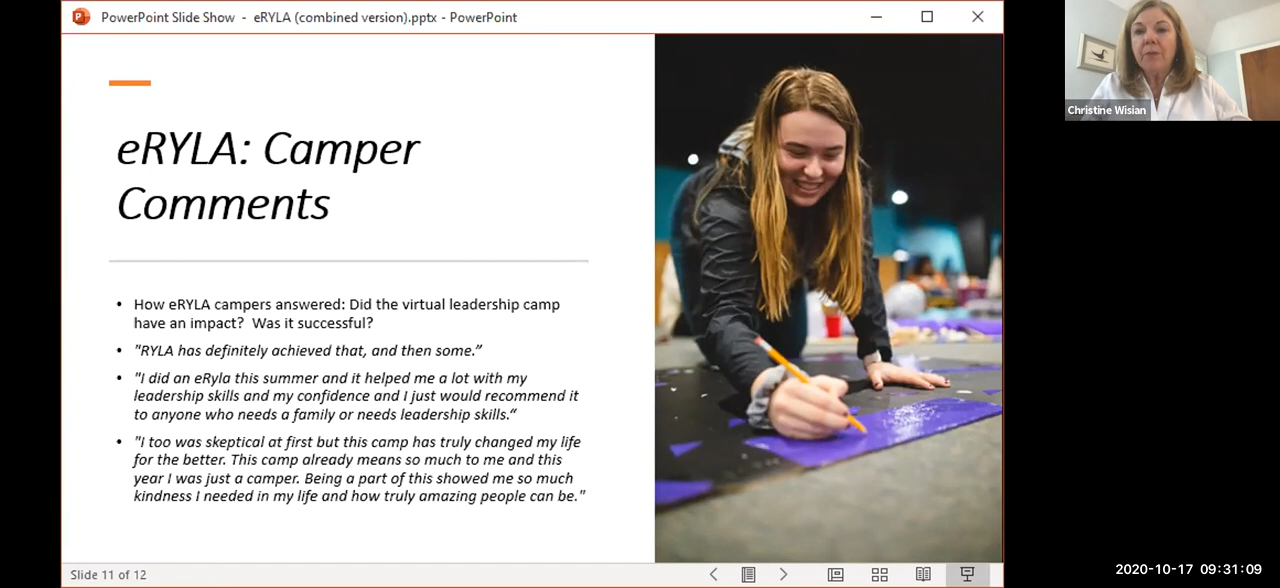 PowerPoint Slide Show - eRYLA (combined version).pptx - PowerPoint
Christine Wisian
eRYLA: Camper
Comments
• How eRYLA campers answered: Did the virtual leadership camp
have an impact?  Was it successful?
• "RYLA has definitely achieved that, and then some.”
• "I did an eRyla this summer and it helped me a lot with my
leadership skills and my confidence and I just would recommend it
to anyone who needs a family or needs leadership skills.“
• "I too was skeptical at first but this camp has truly changed my life
for the better. This camp already means so much to me and this
year I was just a camper. Being a part of this showed me so much
kindness I needed in my life and how truly amazing people can be."
Slide 11 of 12
2020-10-17 09:31:09